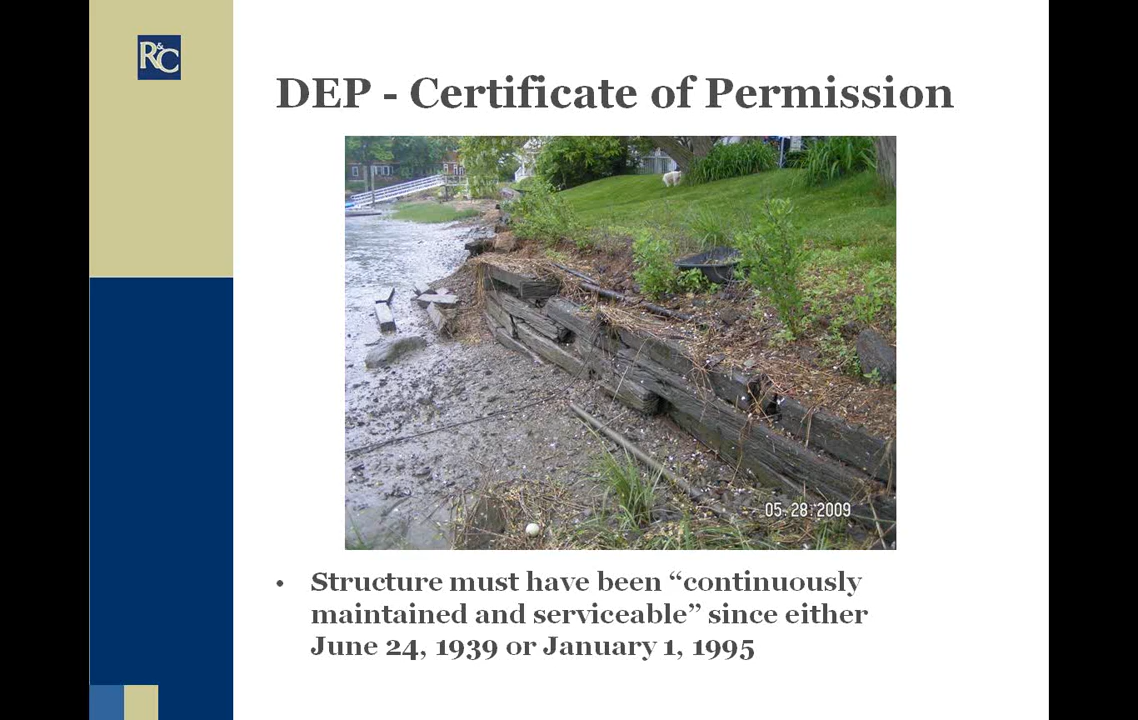 R&C
DEP - Certificate of Permission
05.28.2009
• Structure must have been “continuously
maintained and serviceable” since either
June 24, 1939 or January 1, 1995